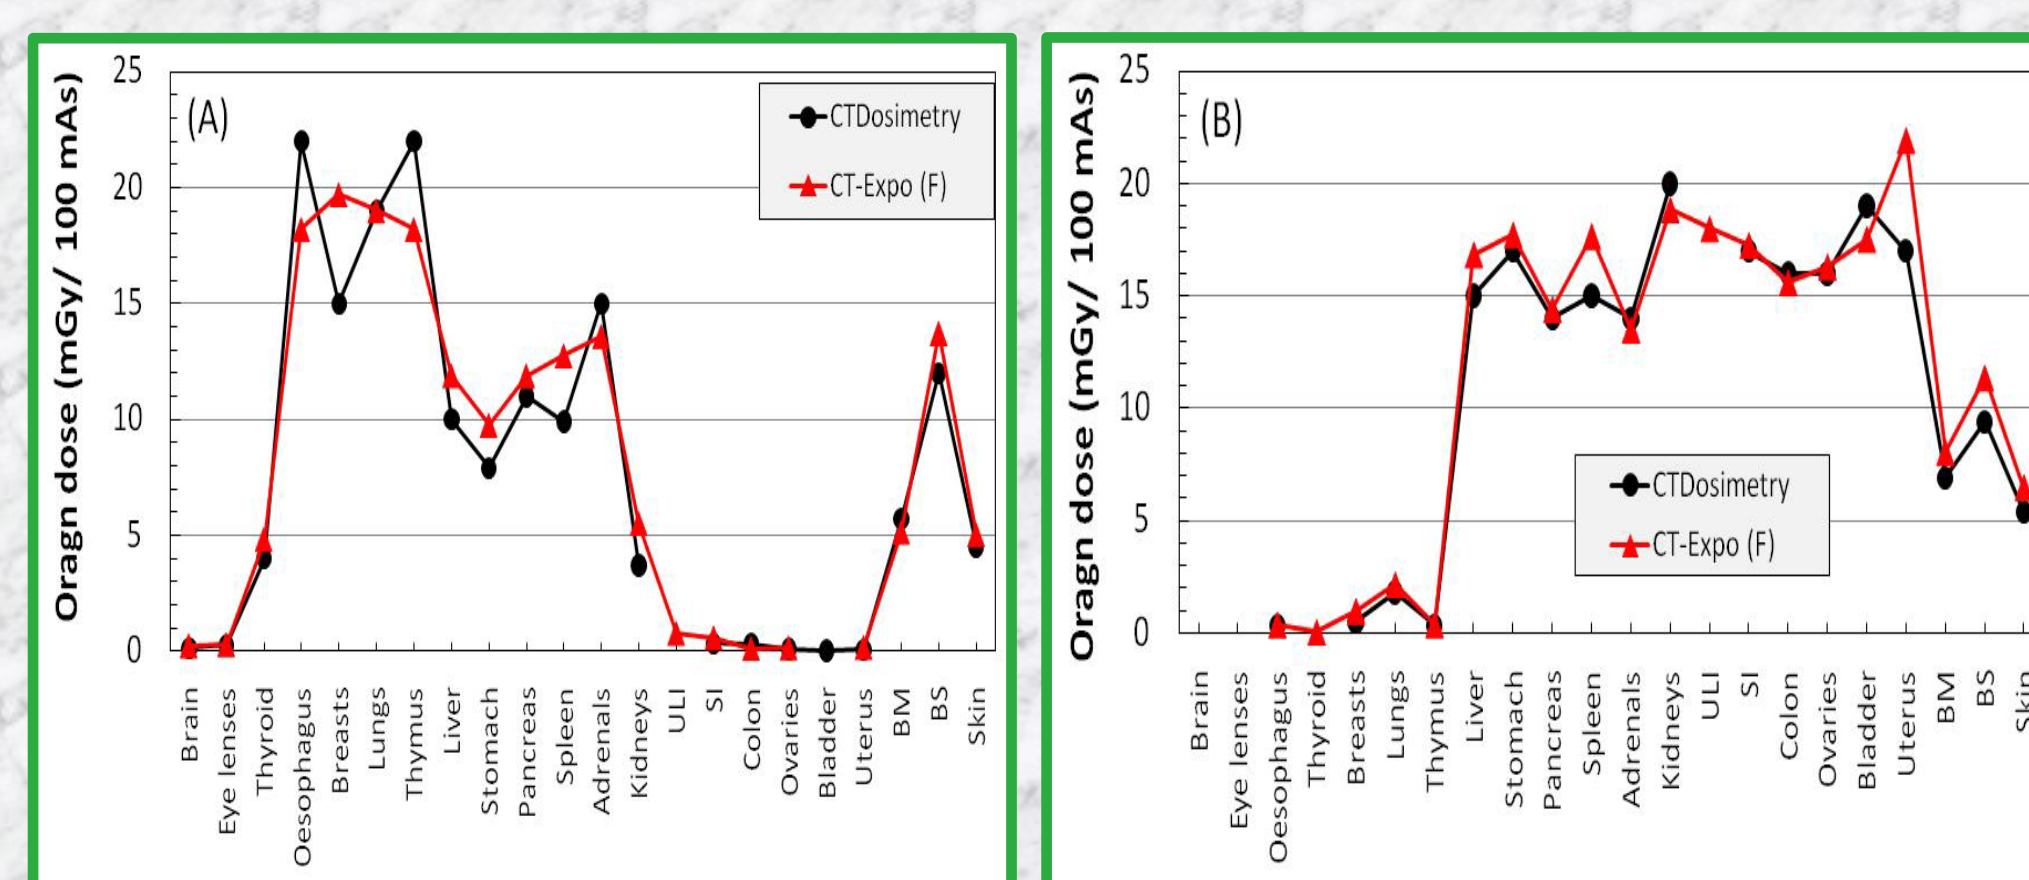 Oragn dose (mGy/ 100 mAs)
25
20
15
10
5
0
(A)
CTDosimetry
CT-Expo (F)
Brain
Eye lenses
Thyroid
Oesophagus
Breasts
Lungs
Thymus
Liver
Stomach
Pancreas
Spleen
Adrenals
Kidneys
ULI
SI
Colon
Ovaries
Bladder
Uterus
BM
BS
Skin
Oragn dose (mGy/ 100 mAs)
25
20
15
10
5
0
(B)
CTDosimetry
CT-Expo (F)
Brain
Eye lenses
Oesophagus
Thyroid
Breasts
Lungs
Thymus
Liver
Stomach
Pancreas
Spleen
Adrenals
Kidneys
ULI
SI
Colon
Ovaries
Bladder
Uterus
BM
BS
Skin